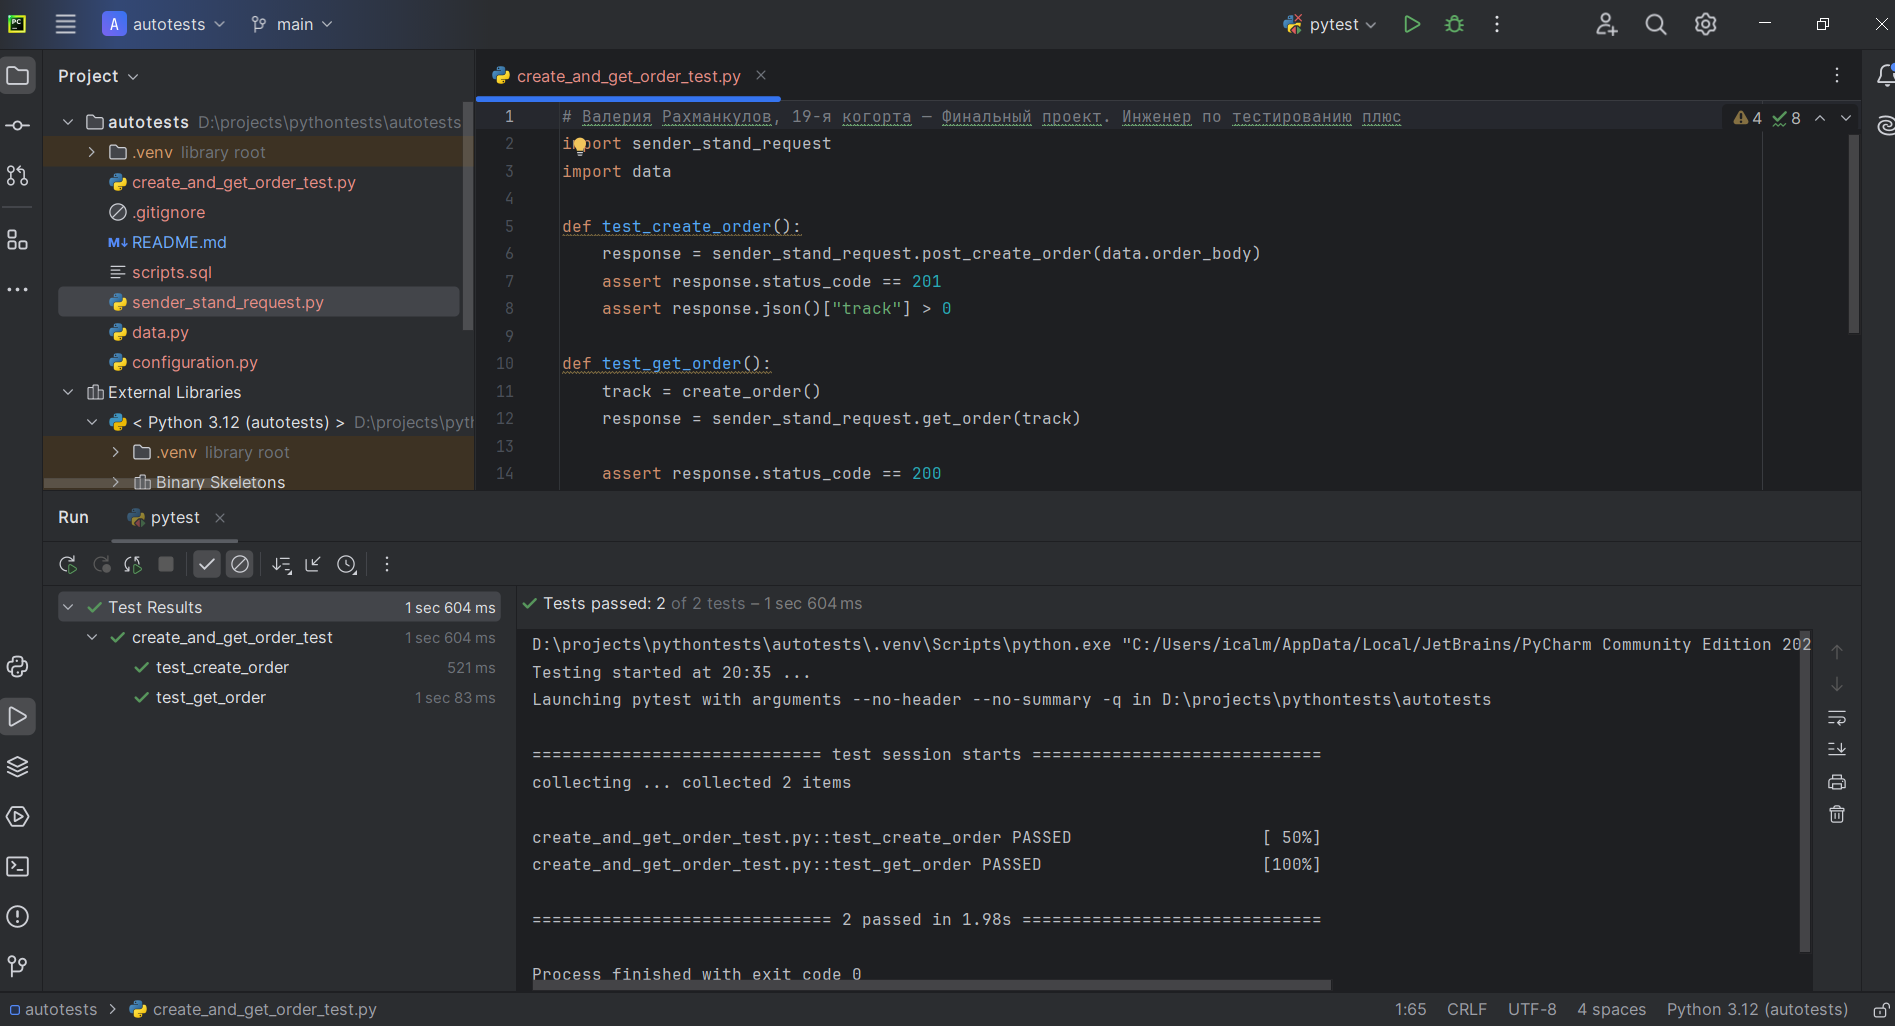 A autotests main pytest
Project
create_and_get_order_test.py
autotests D:\projects\pythontests\autotests
.venv library root
create_and_get_order_test.py
.gitignore
M↓ README.md
scripts.sql
sender_stand_request.py
data.py
configuration.py
External Libraries
< Python 3.12 (autotests) > D:\projects\pyth
.venv library root
Binary Skeletons
1 # Валерия Рахманкулов, 19-я когорта — Финальный проект. Инженер по тестированию плюс
4 8
2 import sender_stand_request
3 import data
4
5 def test_create_order():
6 response = sender_stand_request.post_create_order(data.order_body)
7 assert response.status_code == 201
8 assert response.json()["track"] > 0
9
10 def test_get_order():
11 track = create_order()
12 response = sender_stand_request.get_order(track)
13
14 assert response.status_code == 200
Run pytest
Test Results 1 sec 604 ms
create_and_get_order_test 1 sec 604 ms
test_create_order 521 ms
test_get_order 1 sec 83 ms
Tests passed: 2 of 2 tests – 1 sec 604 ms
D:\projects\pythontests\autotests\.venv\Scripts\python.exe "C:/Users/icalm/AppData/Local/JetBrains/PyCharm Community Edition 202
Testing started at 20:35 ...
Launching pytest with arguments --no-header --no-summary -q in D:\projects\pythontests\autotests
============================= test session starts =============================
collecting ... collected 2 items
create_and_get_order_test.py::test_create_order PASSED [ 50%]
create_and_get_order_test.py::test_get_order PASSED [100%]
============================== 2 passed in 1.98s ==============================
Process finished with exit code 0
autotests > create_and_get_order_test.py
1:65 CRLF UTF-8 4 spaces Python 3.12 (autotests)